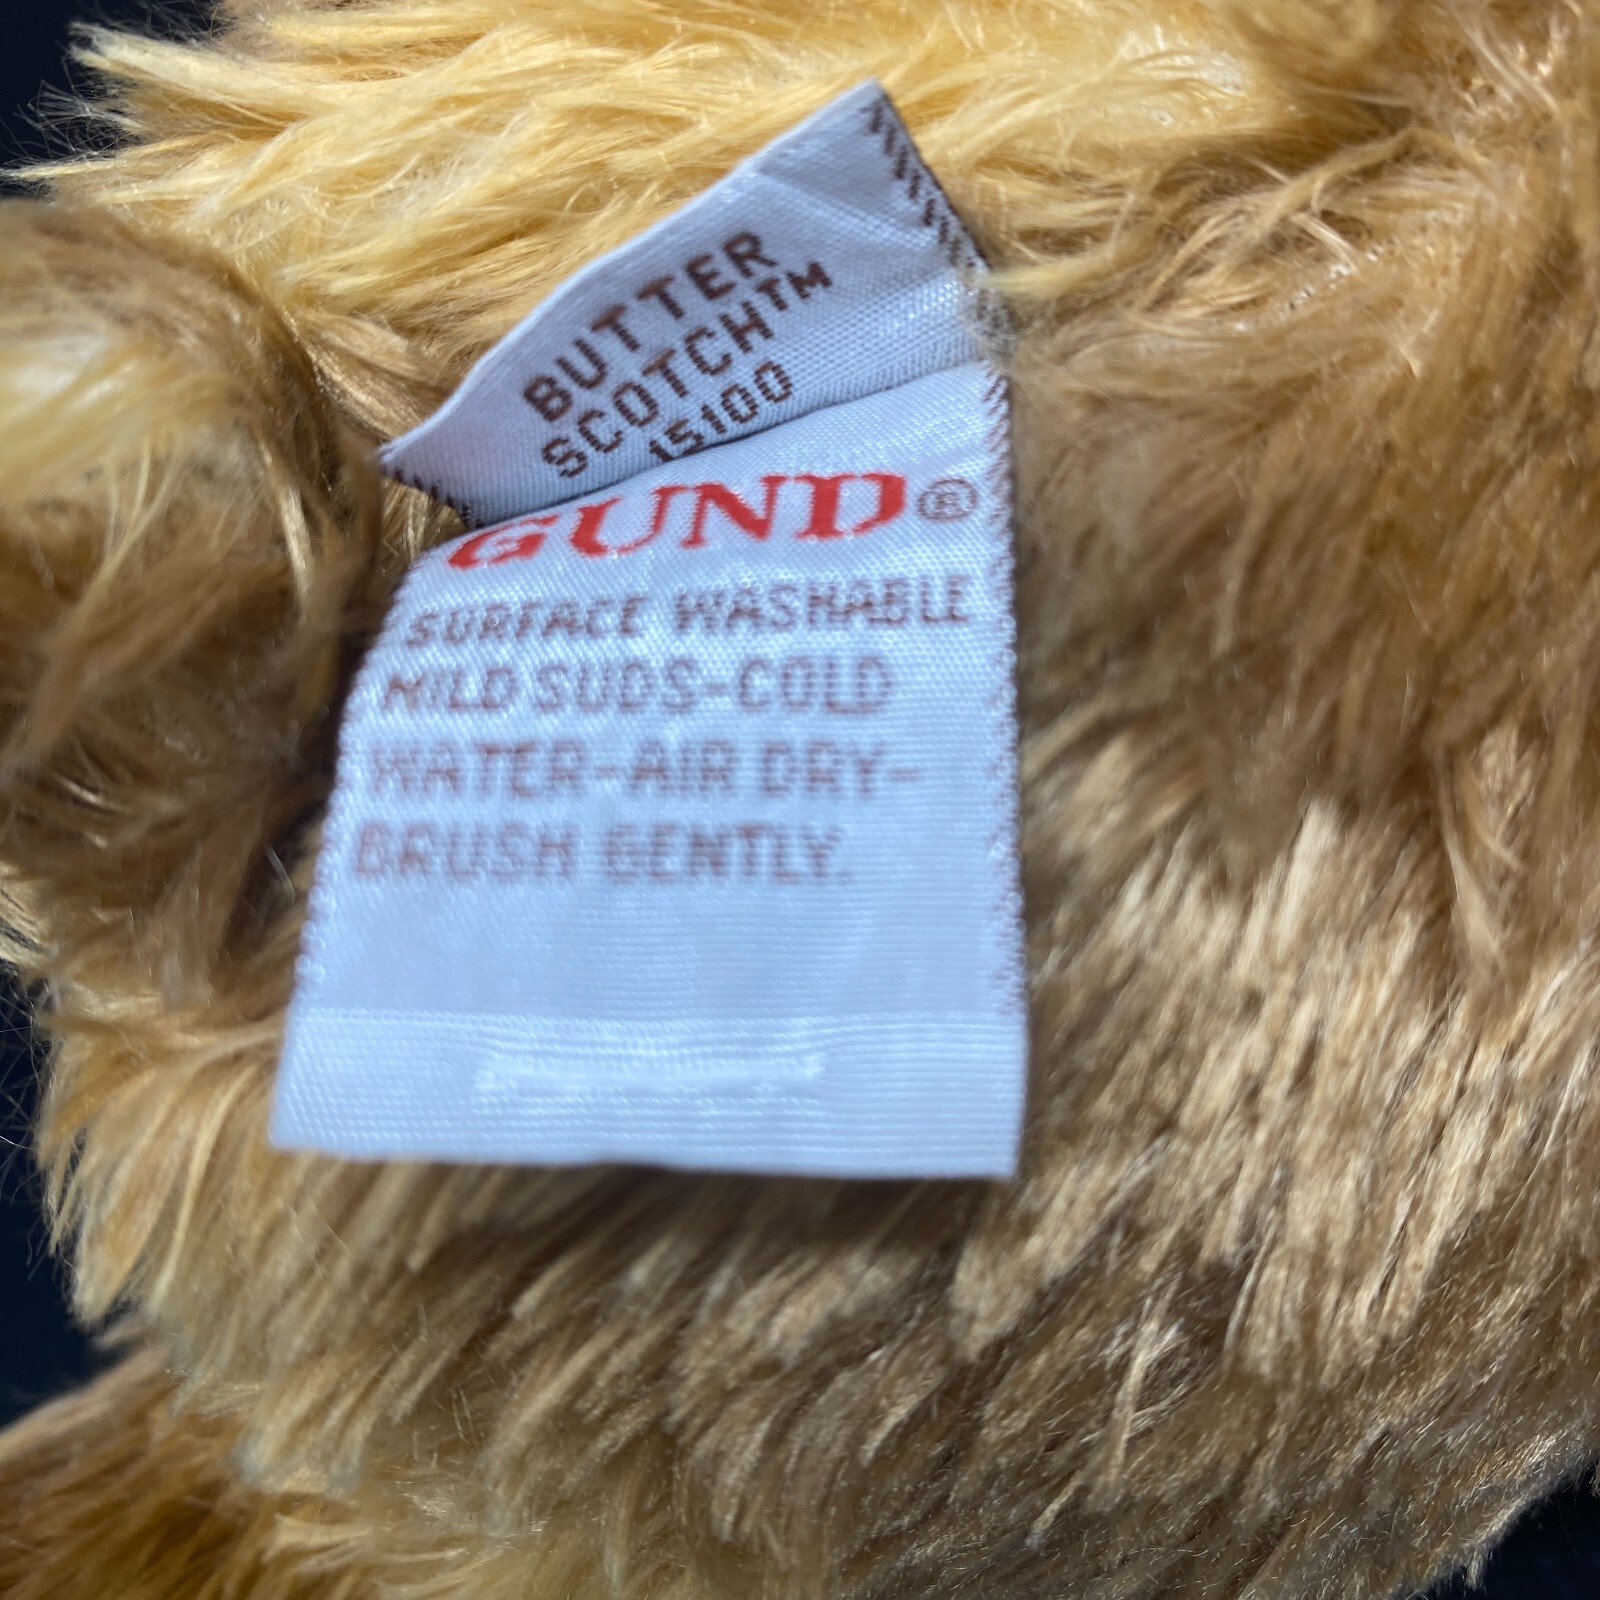 BUTTER
SCOTCH™
15100
GUND®
SURFACE WASHABLE
MILD SUDS-COLD
WATER-AIR DRY-
BRUSH GENTLY.